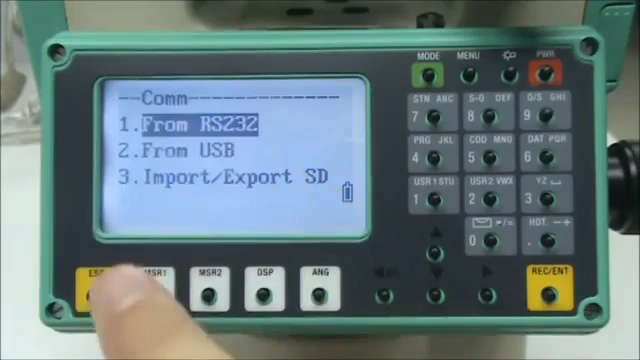 --Comm--------------
1.From RS232
2.From USB
3.Import/Export SD
MODE MENU PWR
STN ABC S-O DEF O/S GHI
7 8 9
PRG JKL COD MNO DAT PQR
4 5 6
USR1 STU USR2 VWX YZ
1 2 3
HOT. -+
0 .
ESC MSR1 MSR2 DSP ANG REC/ENT